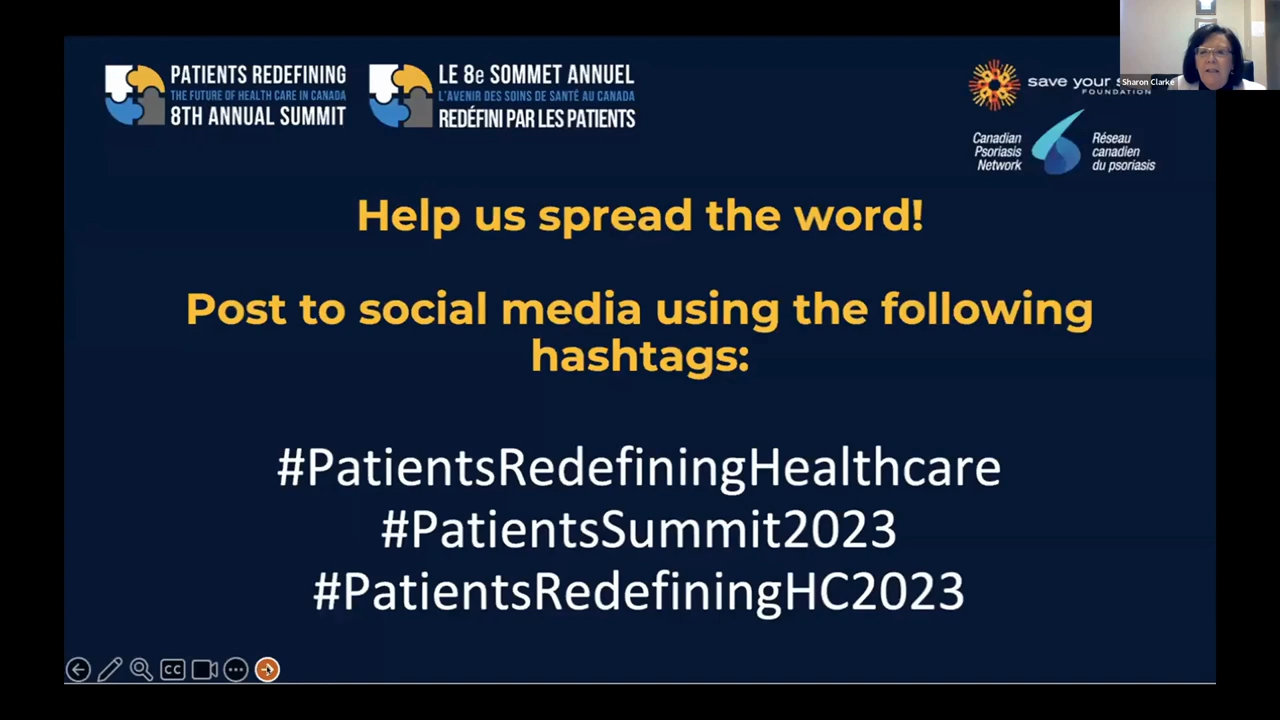 PATIENTS REDEFINING
THE FUTURE OF HEALTH CARE IN CANADA
8TH ANNUAL SUMMIT
LE 8e SOMMET ANNUEL
L'AVENIR DES SOINS DE SANTÉ AU CANADA
REDÉFINI PAR LES PATIENTS
save your s
FOUNDATION
Sharon Clarke
Canadian
Psoriasis
Network
Réseau
canadien
du psoriasis
Help us spread the word!
Post to social media using the following
hashtags:
#PatientsRedefiningHealthcare
#PatientsSummit2023
#PatientsRedefiningHC2023
CC